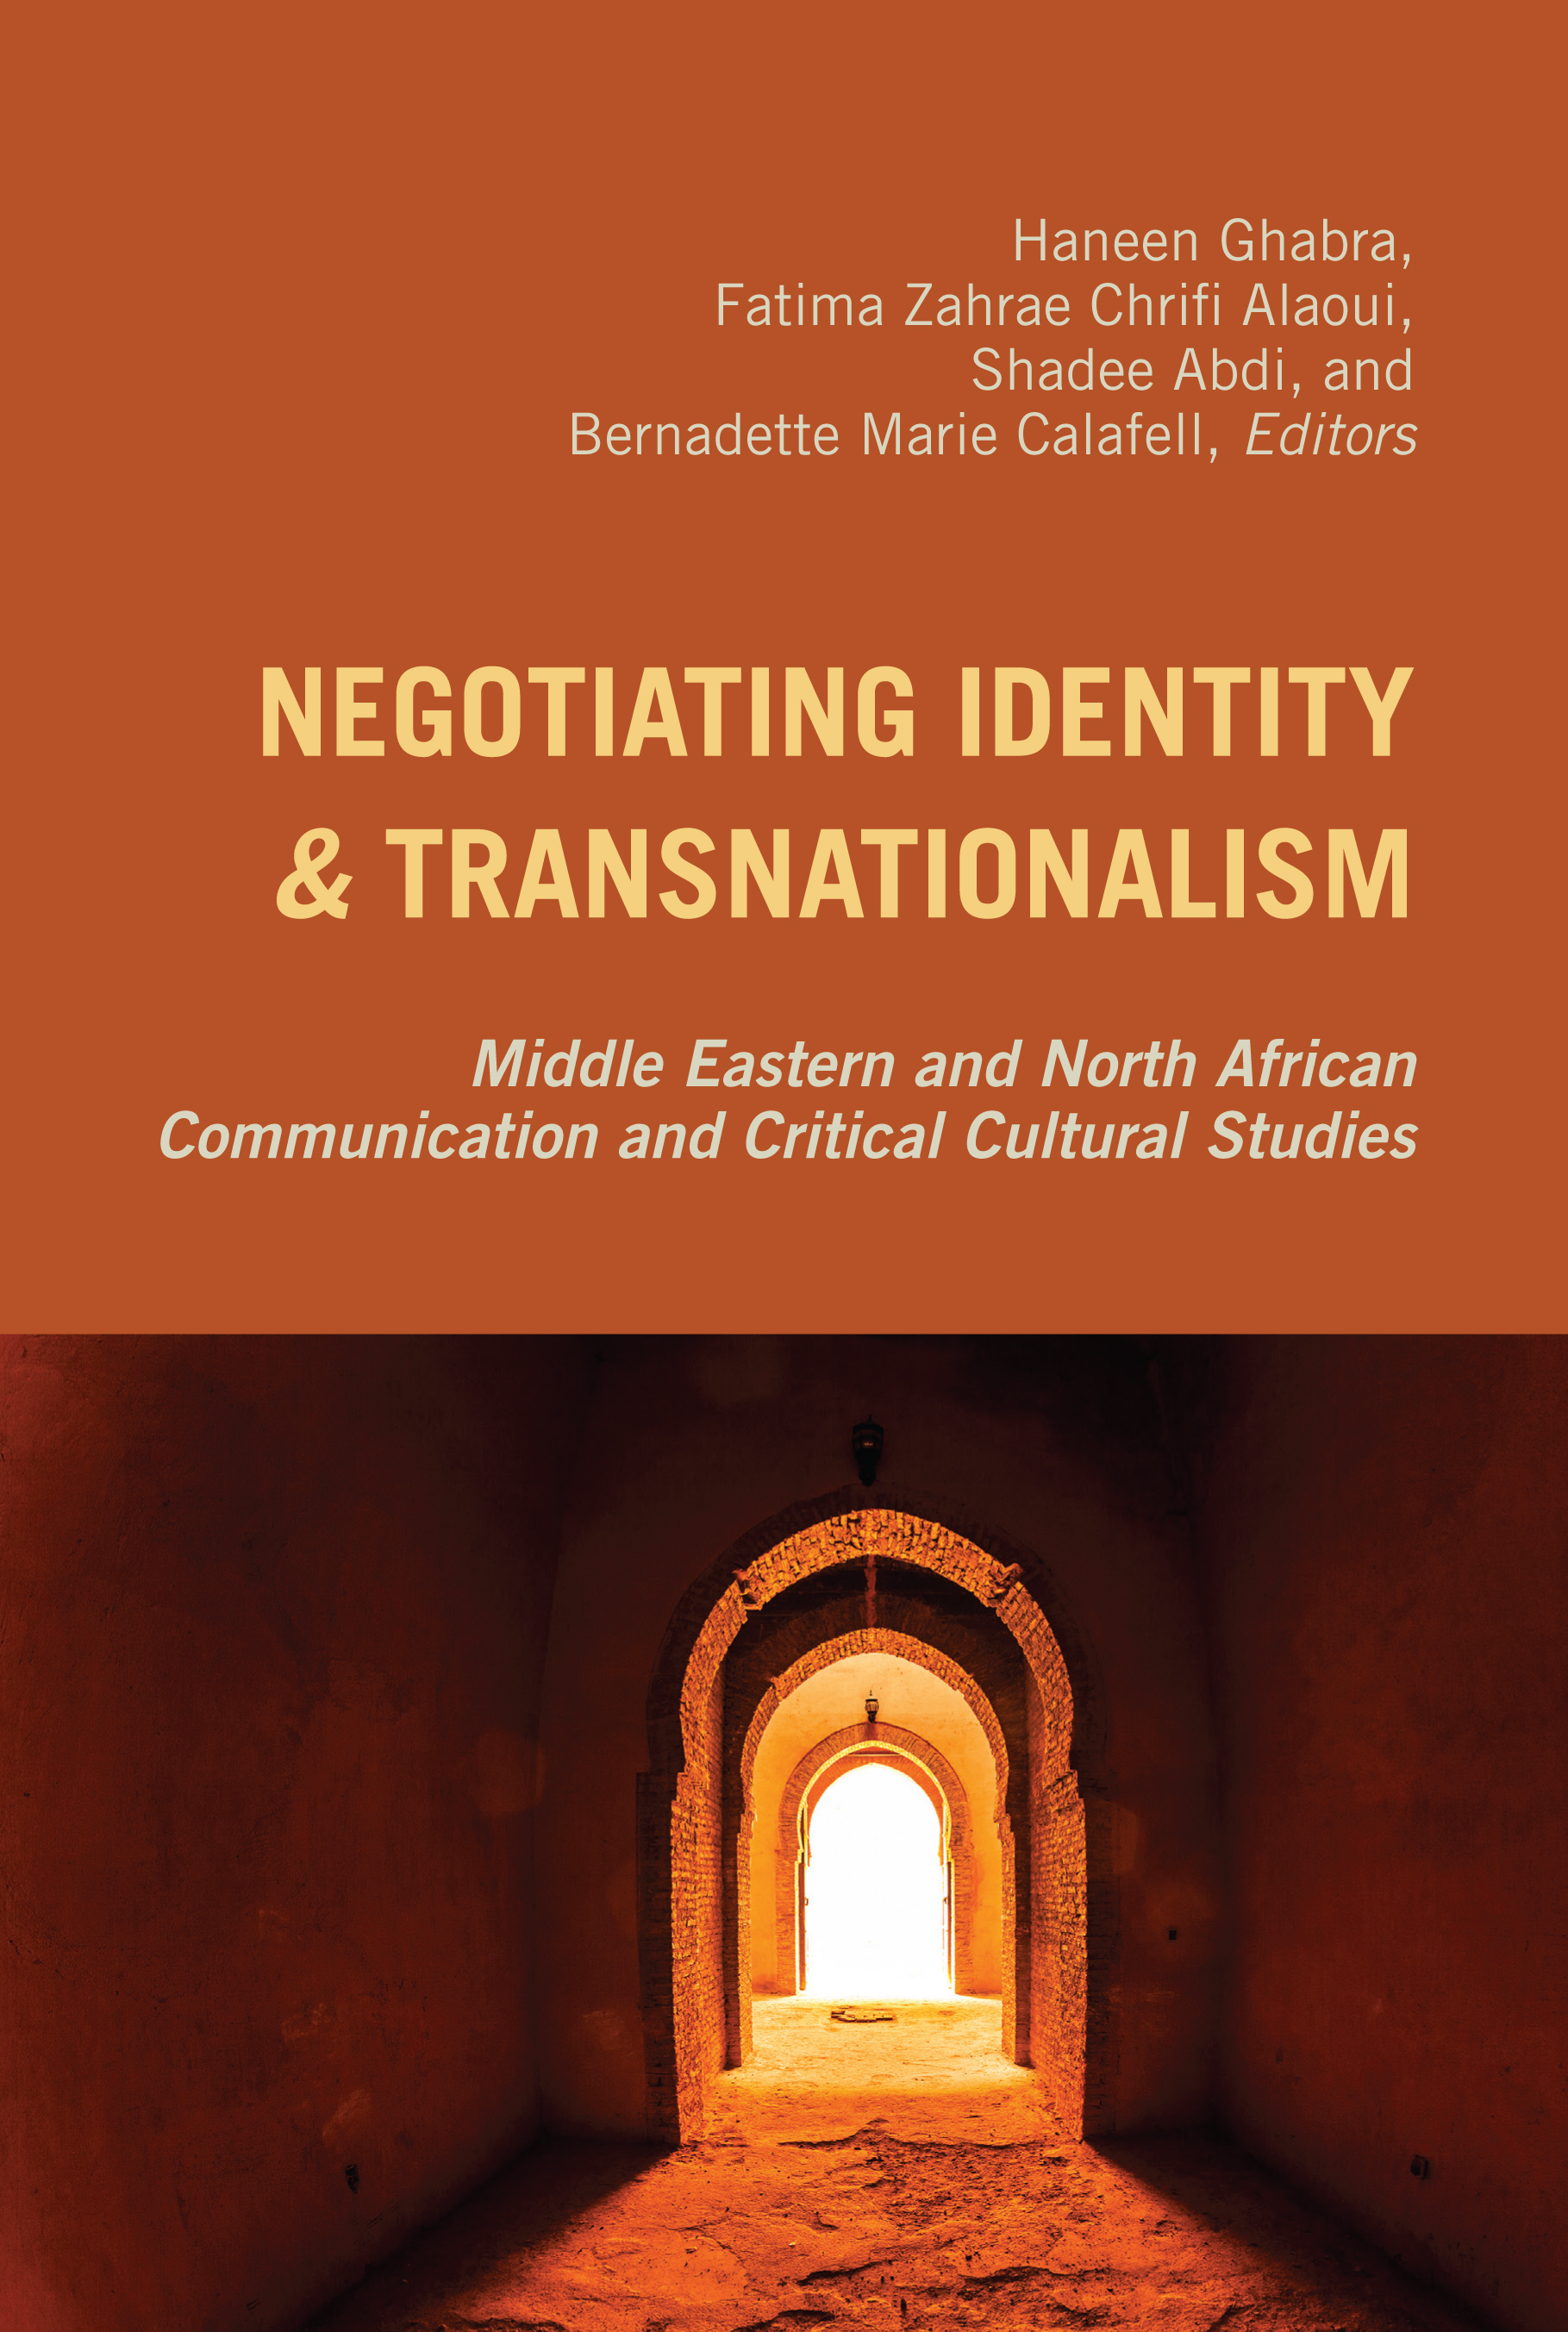 Haneen Ghabra,
Fatima Zahrae Chrifi Alaoui,
Shadee Abdi, and
Bernadette Marie Calafell, Editors
NEGOTIATING IDENTITY
& TRANSNATIONALISM
Middle Eastern and North African
Communication and Critical Cultural Studies